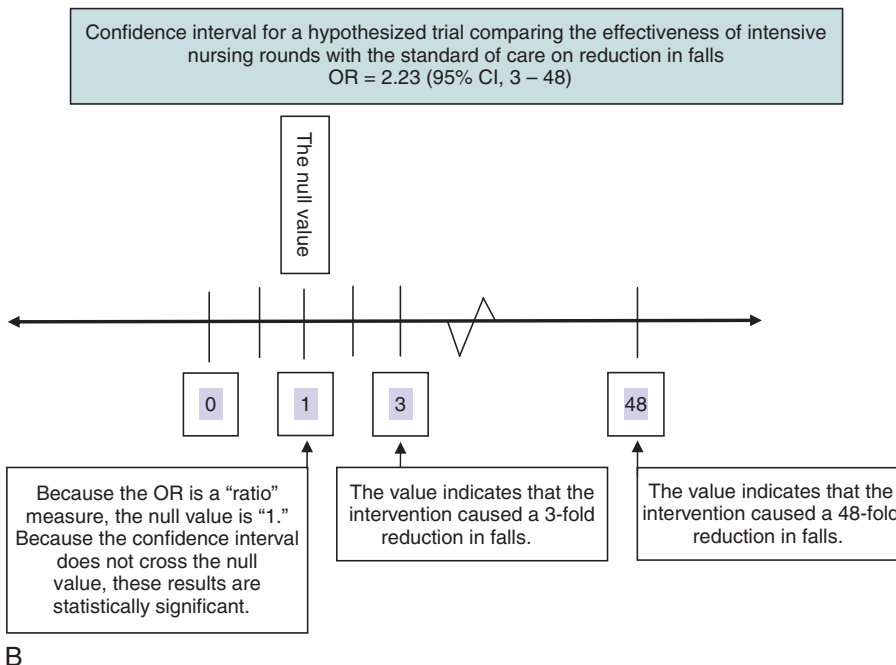 Confidence interval for a hypothesized trial comparing the effectiveness of intensive
nursing rounds with the standard of care on reduction in falls
OR = 2.23 (95% CI, 3 – 48)
The null value
0
1
3
48
Because the OR is a “ratio”
measure, the null value is “1.”
Because the confidence interval
does not cross the null
value, these results are
statistically significant.
The value indicates that the
intervention caused a 3-fold
reduction in falls.
The value indicates that the
intervention caused a 48-fold
reduction in falls.
B